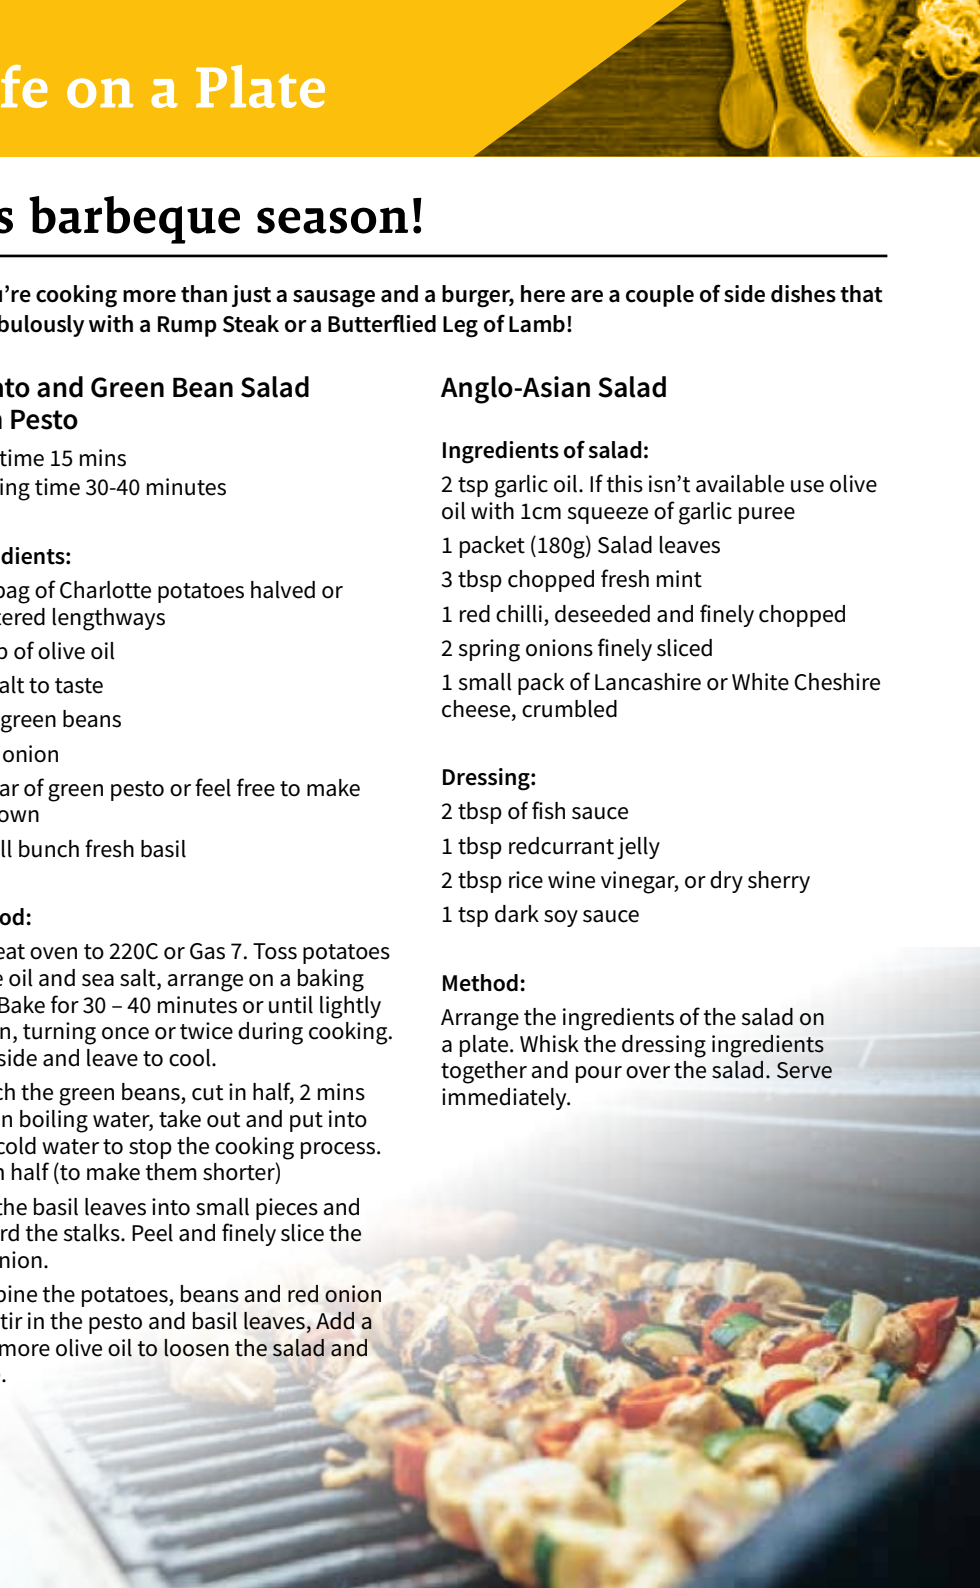 fe on a Plate
s barbeque season!
u’re cooking more than just a sausage and a burger, here are a couple of side dishes that
bulously with a Rump Steak or a Butterflied Leg of Lamb!
ato and Green Bean Salad
Pesto
time 15 mins
ing time 30-40 minutes
dients:
bag of Charlotte potatoes halved or
tered lengthways
p of olive oil
alt to taste
green beans
onion
ar of green pesto or feel free to make
own
ll bunch fresh basil
od:
eat oven to 220C or Gas 7. Toss potatoes
e oil and sea salt, arrange on a baking
Bake for 30 – 40 minutes or until lightly
n, turning once or twice during cooking.
side and leave to cool.
ch the green beans, cut in half, 2 mins
n boiling water, take out and put into
cold water to stop the cooking process.
n half (to make them shorter)
the basil leaves into small pieces and
rd the stalks. Peel and finely slice the
nion.
bine the potatoes, beans and red onion
tir in the pesto and basil leaves, Add a
more olive oil to loosen the salad and
.
Anglo-Asian Salad
Ingredients of salad:
2 tsp garlic oil. If this isn’t available use olive
oil with 1cm squeeze of garlic puree
1 packet (180g) Salad leaves
3 tbsp chopped fresh mint
1 red chilli, deseeded and finely chopped
2 spring onions finely sliced
1 small pack of Lancashire or White Cheshire
cheese, crumbled
Dressing:
2 tbsp of fish sauce
1 tbsp redcurrant jelly
2 tbsp rice wine vinegar, or dry sherry
1 tsp dark soy sauce
Method:
Arrange the ingredients of the salad on
a plate. Whisk the dressing ingredients
together and pour over the salad. Serve
immediately.